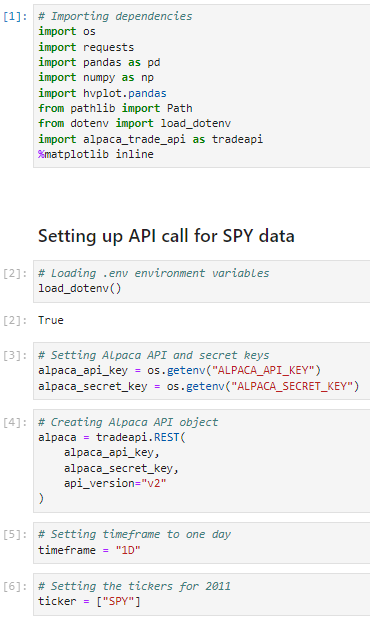 [1]: # Importing dependencies
import os
import requests
import pandas as pd
import numpy as np
import hvplot.pandas
from pathlib import Path
from dotenv import load_dotenv
import alpaca_trade_api as tradeapi
%matplotlib inline
Setting up API call for SPY data
[2]: # Loading .env environment variables
load_dotenv()
[2]: True
[3]: # Setting Alpaca API and secret keys
alpaca_api_key = os.getenv("ALPACA_API_KEY")
alpaca_secret_key = os.getenv("ALPACA_SECRET_KEY")
[4]: # Creating Alpaca API object
alpaca = tradeapi.REST(
    alpaca_api_key,
    alpaca_secret_key,
    api_version="v2"
)
[5]: # Setting timeframe to one day
timeframe = "1D"
[6]: # Setting the tickers for 2011
ticker = ["SPY"]